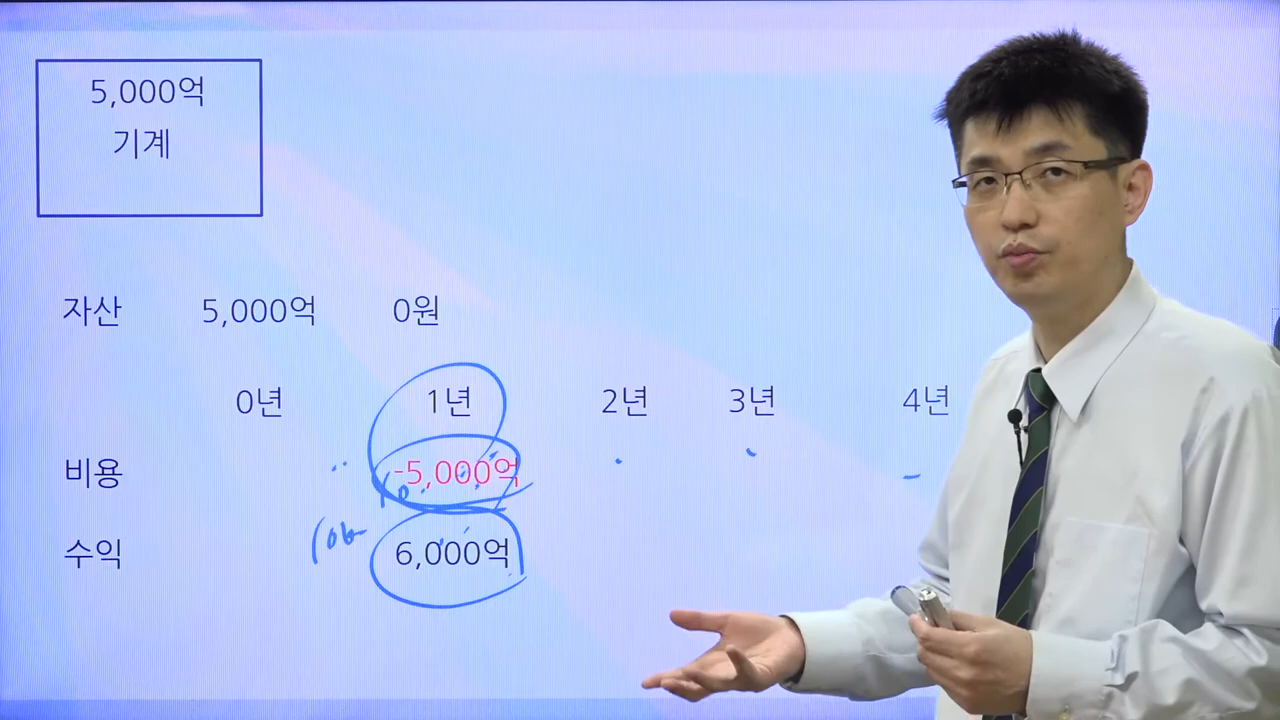 5,000억
기계
자산 5,000억 0원
0년 1년 2년 3년 4년
비용 -5,000억
수익 6,000억